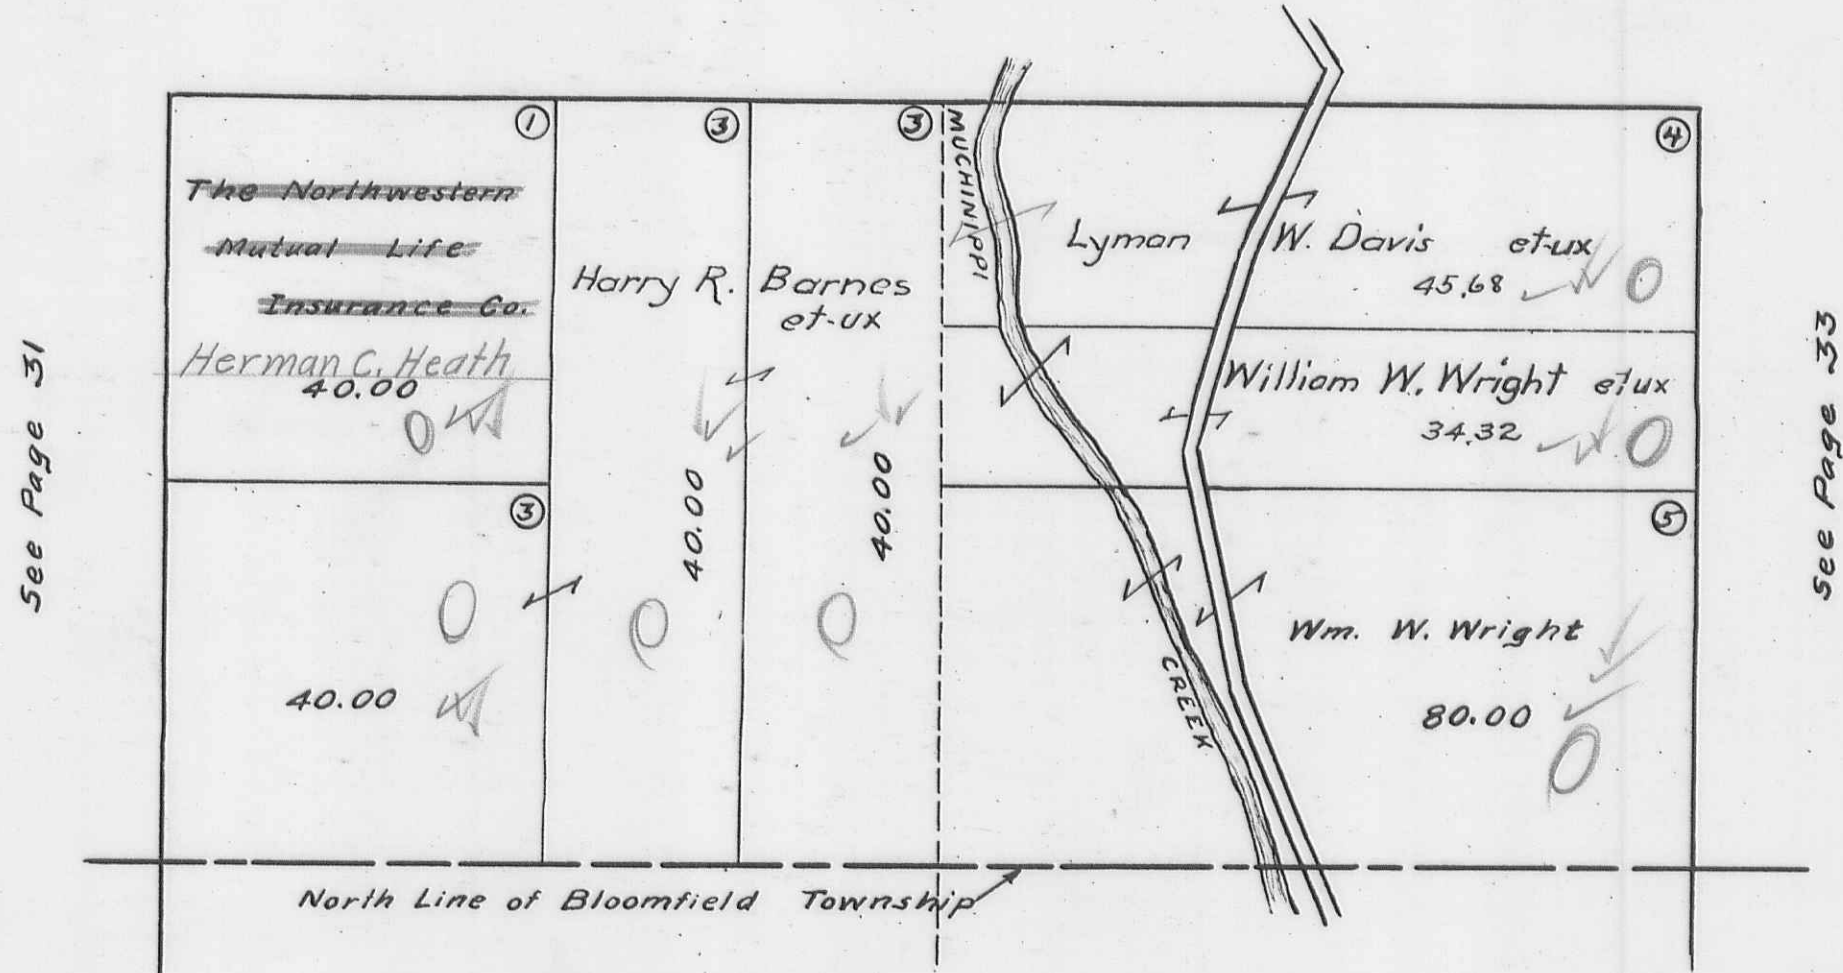 See Page 31
①
The Northwestern
Mutual Life
Insurance Co.
Herman C. Heath
40.00
③
40.00
③
Harry R. Barnes
et-ux
40.00
③
40.00
MUCHINIPPI
CREEK
④
Lyman W. Davis et-ux
45.68
William W. Wright et ux
34.32
⑤
Wm. W. Wright
80.00
North Line of Bloomfield Township
See Page 33